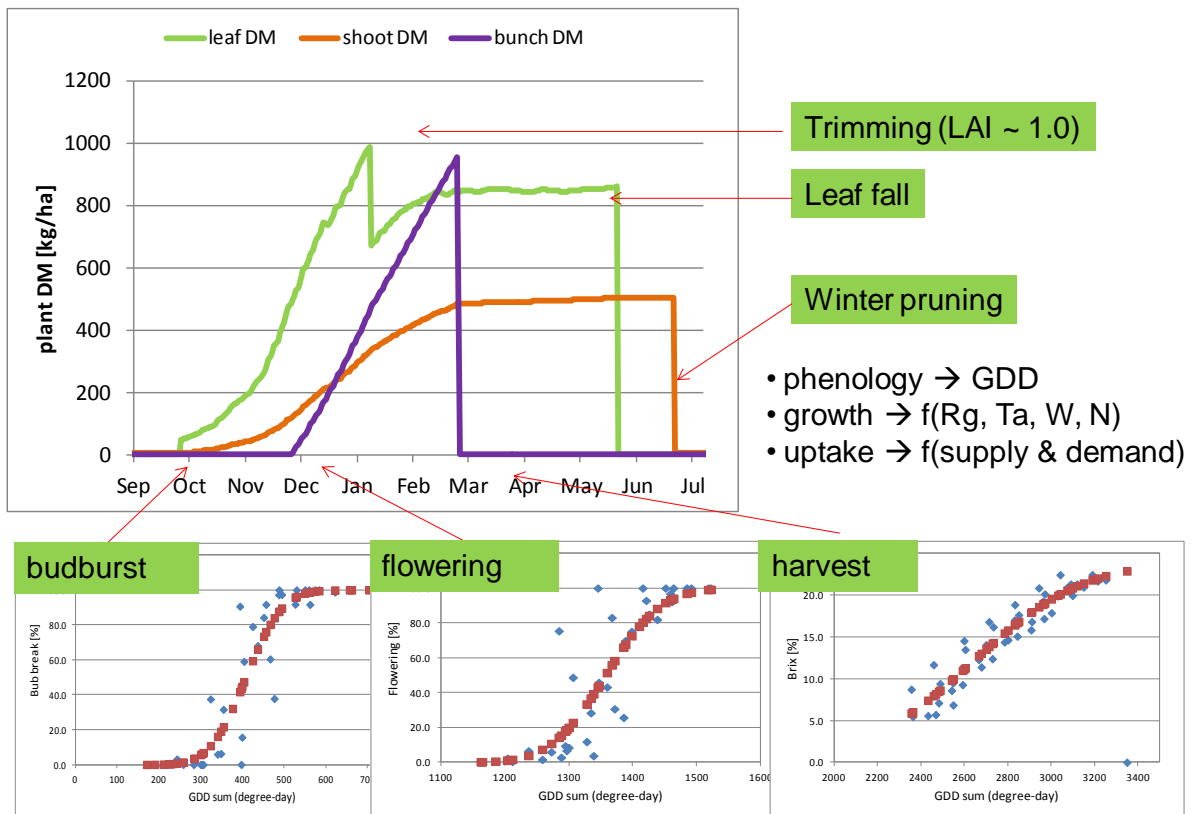 leaf DM shoot DM bunch DM
1200
1000
800
600
400
200
0
plant DM [kg/ha]
Sep Oct Nov Dec Jan Feb Mar Apr May Jun Jul
Trimming (LAI ~ 1.0)
Leaf fall
Winter pruning
• phenology → GDD
• growth → f(Rg, Ta, W, N)
• uptake → f(supply & demand)
budburst
80.0
60.0
40.0
20.0
0.0
Bub break [%]
0 100 200 300 400 500 600 700
GDD sum (degree-day)
flowering
80.0
60.0
40.0
20.0
0.0
Flowering [%]
1100 1200 1300 1400 1500 1600
GDD sum (degree-day)
harvest
20.0
15.0
10.0
5.0
0.0
Brix [%]
2000 2200 2400 2600 2800 3000 3200 3400
GDD sum (degree-day)